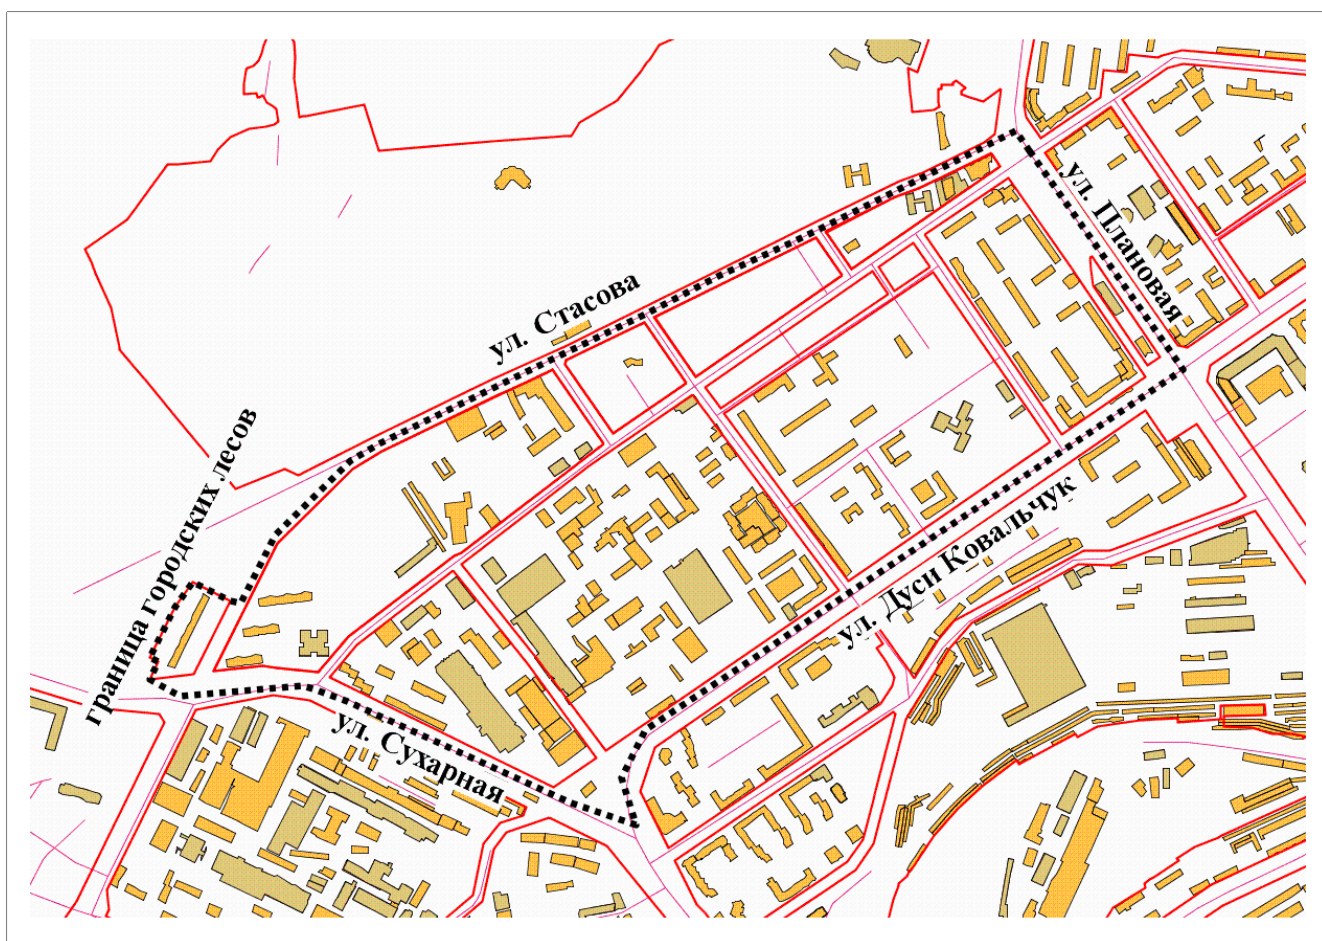 ул. Плановая
ул. Стасова
граница городских лесов
ул. Дуси Ковальчук
ул. Сухарная